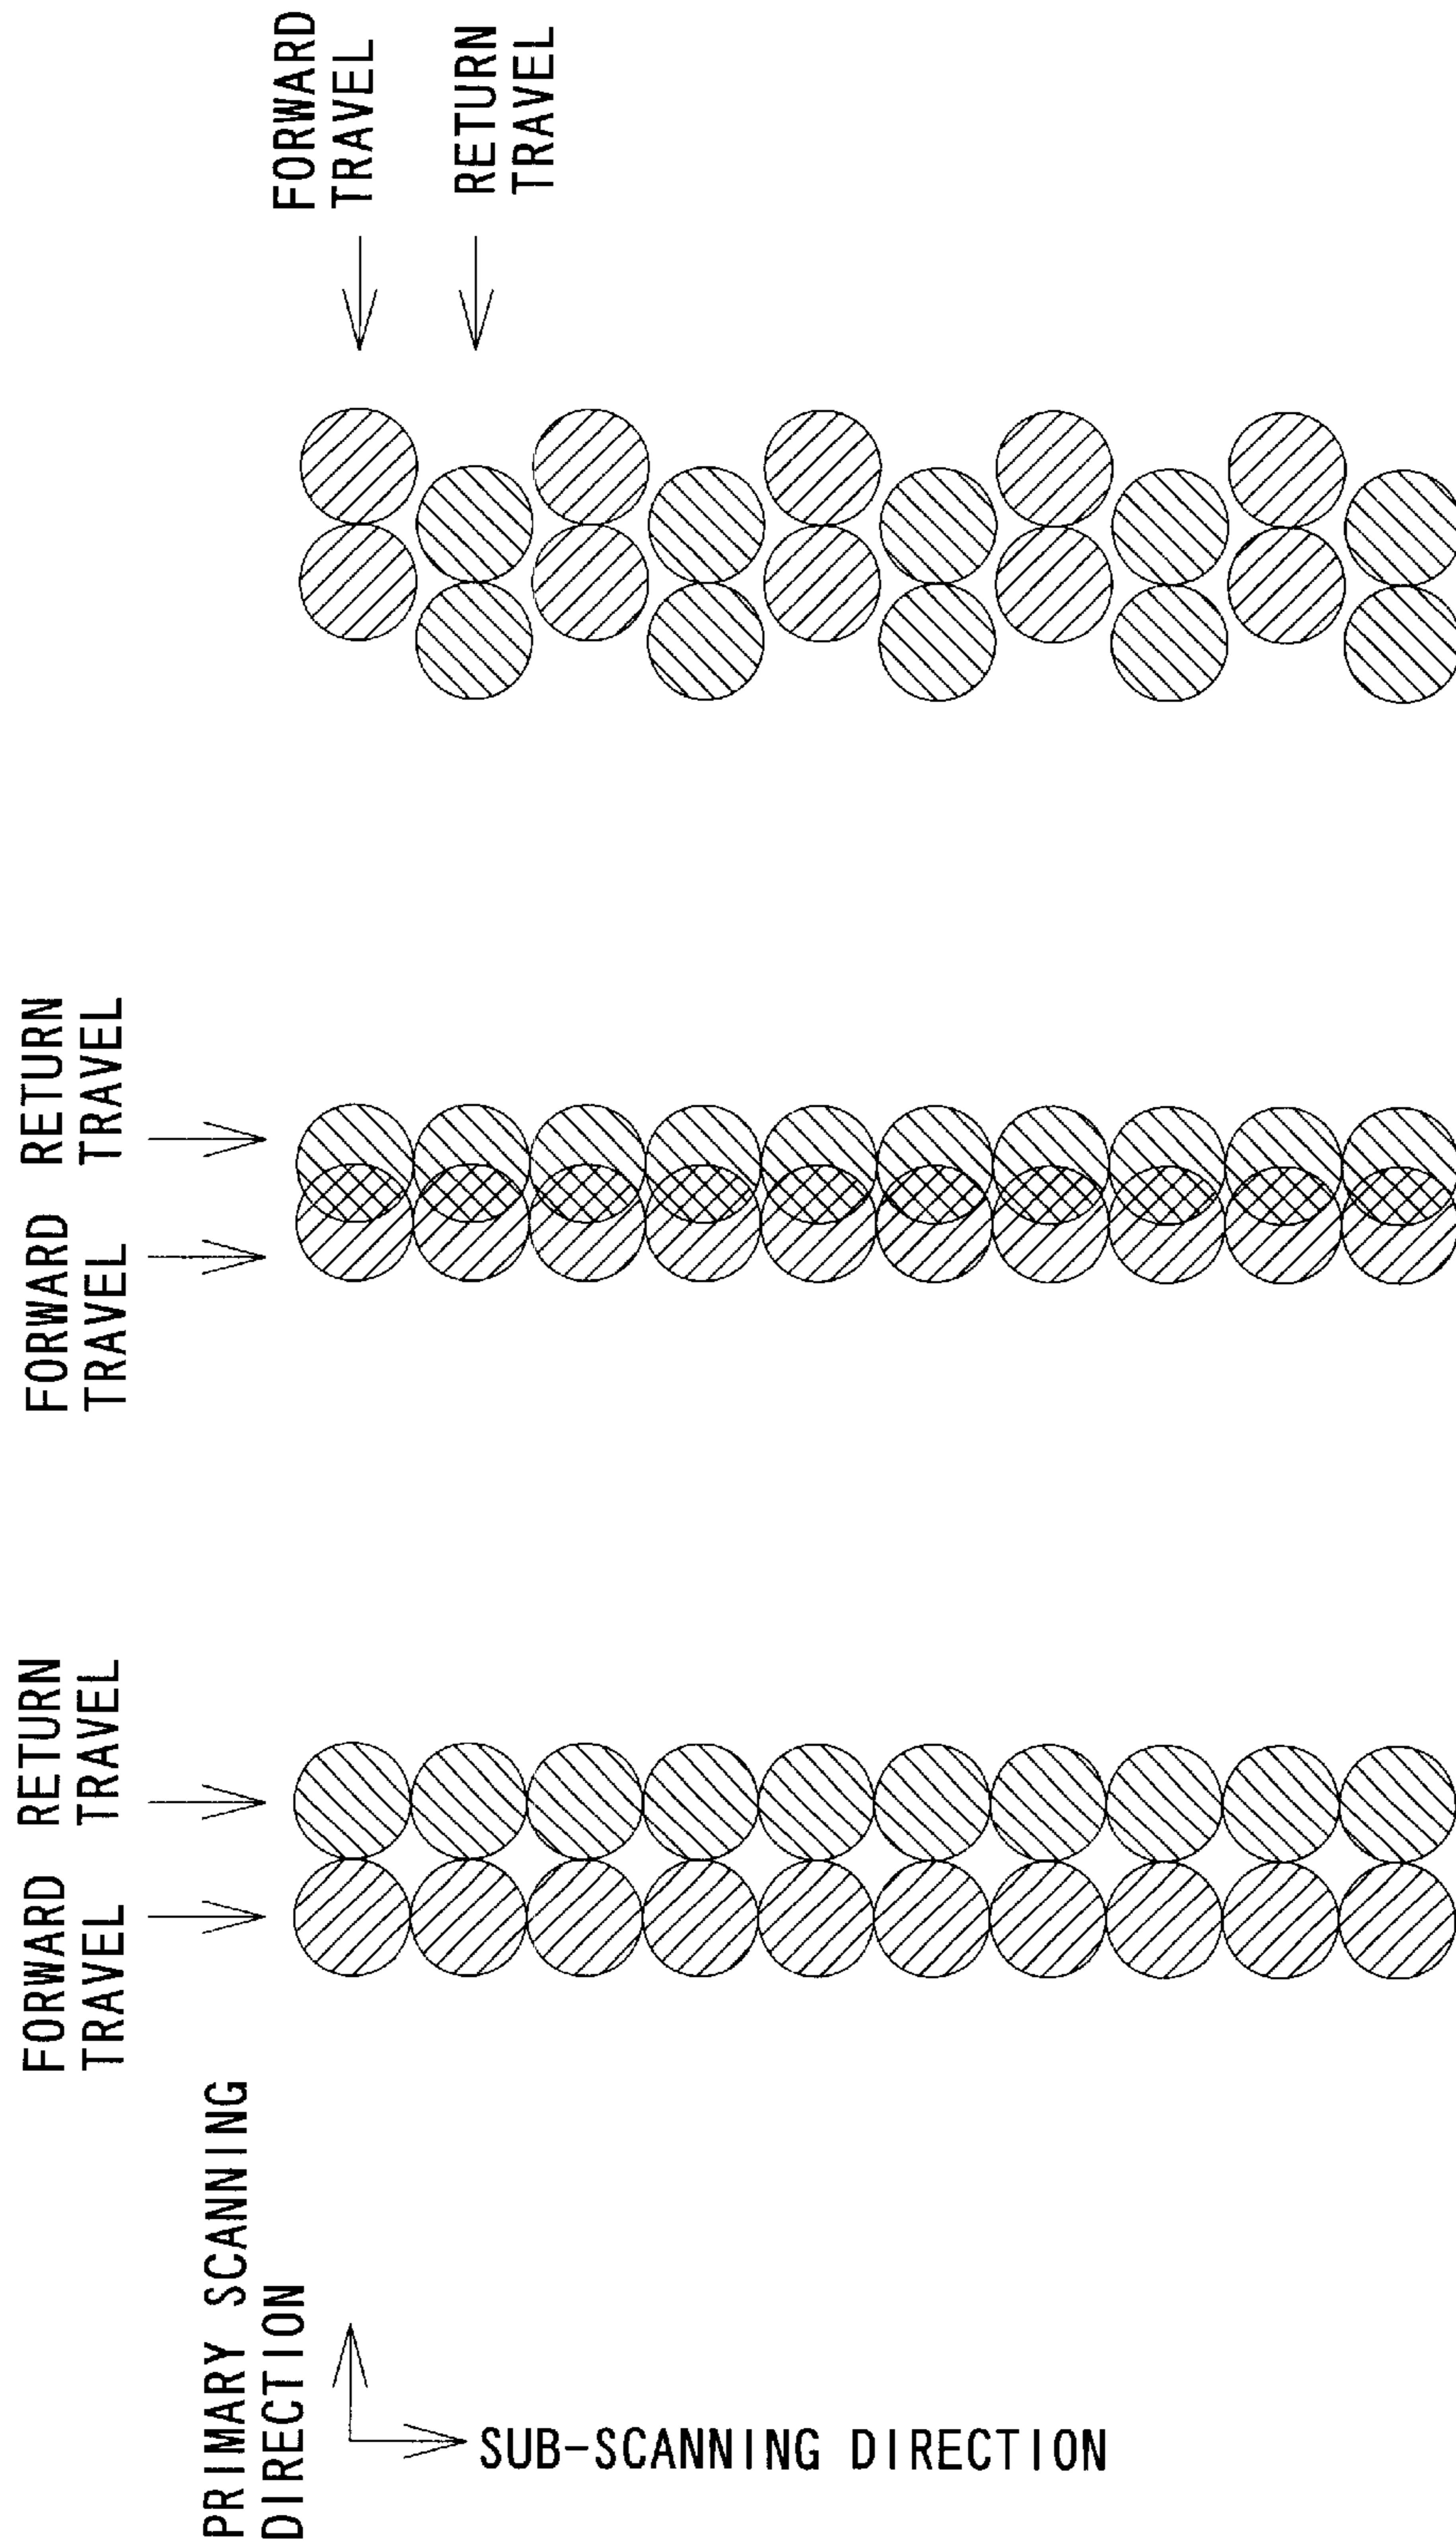 FORWARD
TRAVEL
RETURN
TRAVEL
RETURN
TRAVEL
FORWARD
TRAVEL
RETURN
TRAVEL
FORWARD
TRAVEL
PRIMARY SCANNING
DIRECTION
SUB-SCANNING DIRECTION